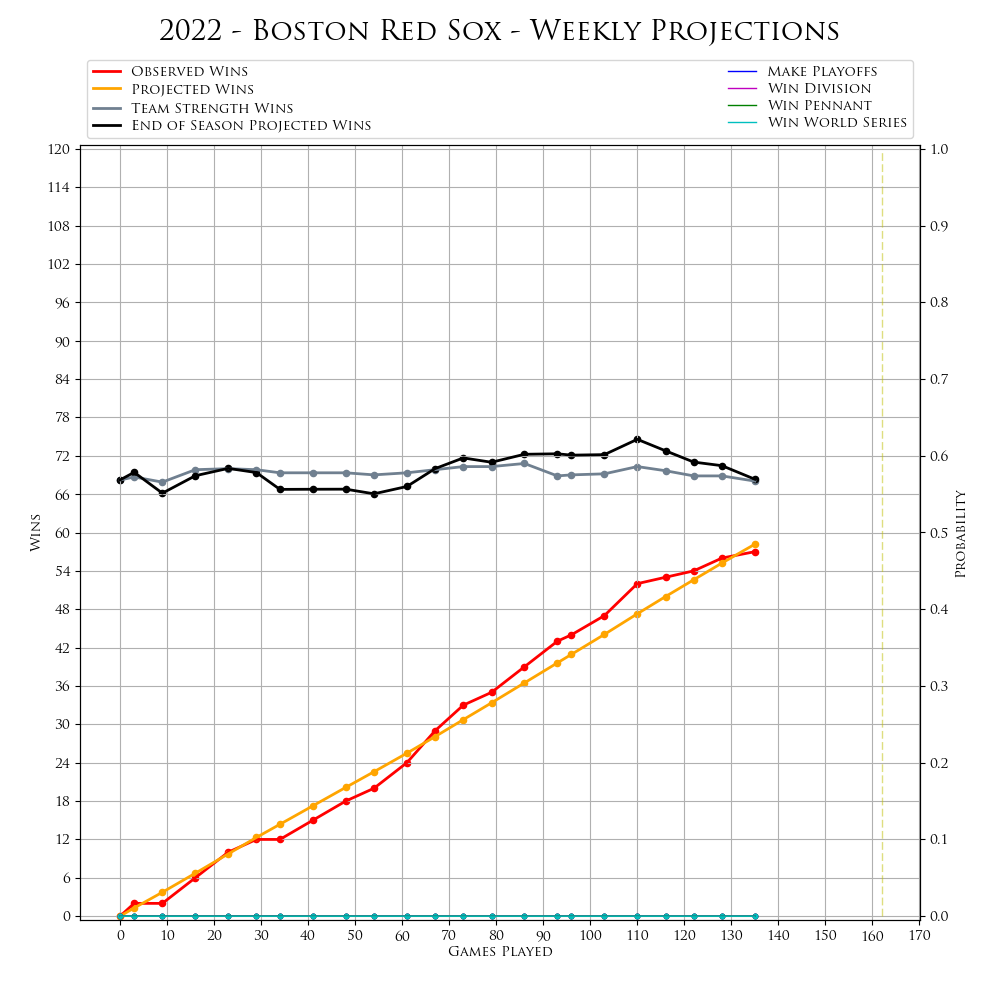 2022 - Boston Red Sox - Weekly Projections
Observed Wins
Projected Wins
Team Strength Wins
End of Season Projected Wins
Make Playoffs
Win Division
Win Pennant
Win World Series
120
114
108
102
96
90
84
78
72
66
60
54
48
42
36
30
24
18
12
6
0
Wins
1.0
0.9
0.8
0.7
0.6
0.5
0.4
0.3
0.2
0.1
0.0
Probability
0 10 20 30 40 50 60 70 80 90 100 110 120 130 140 150 160 170
Games Played